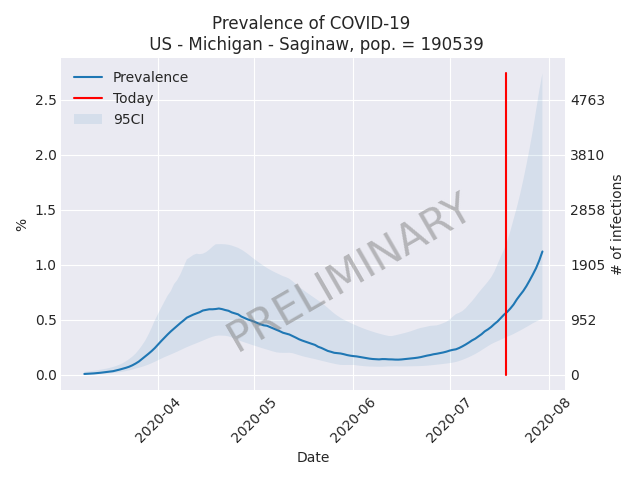 Prevalence of COVID-19
US - Michigan - Saginaw, pop. = 190539
Prevalence
Today
95CI
2.5
2.0
1.5
1.0
0.5
0.0
%
4763
3810
2858
1905
952
0
# of infections
PRELIMINARY
2020-04
2020-05
2020-06
2020-07
2020-08
Date